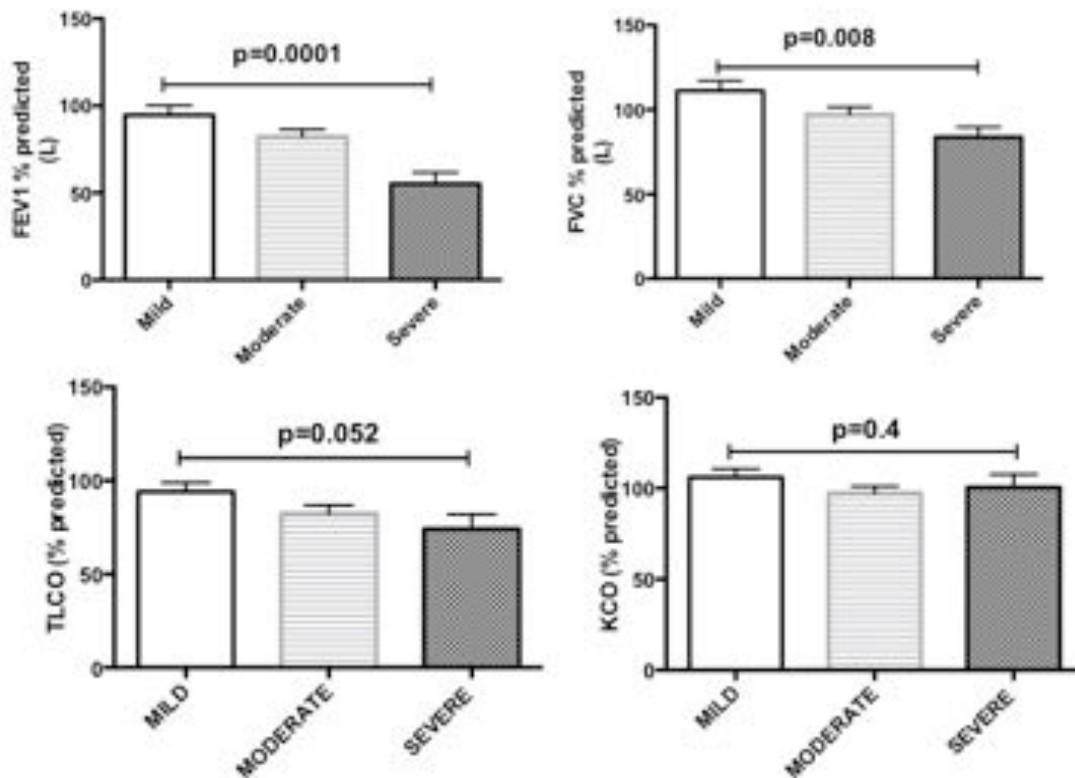 FEV1 % predicted
(L)
150
100
50
0
p=0.0001
Mild
Moderate
Severe
FVC % predicted
(L)
150
100
50
0
p=0.008
Mild
Moderate
Severe
TLCO (% predicted)
150
100
50
0
p=0.052
MILD
MODERATE
SEVERE
KCO (% predicted)
150
100
50
0
p=0.4
MILD
MODERATE
SEVERE